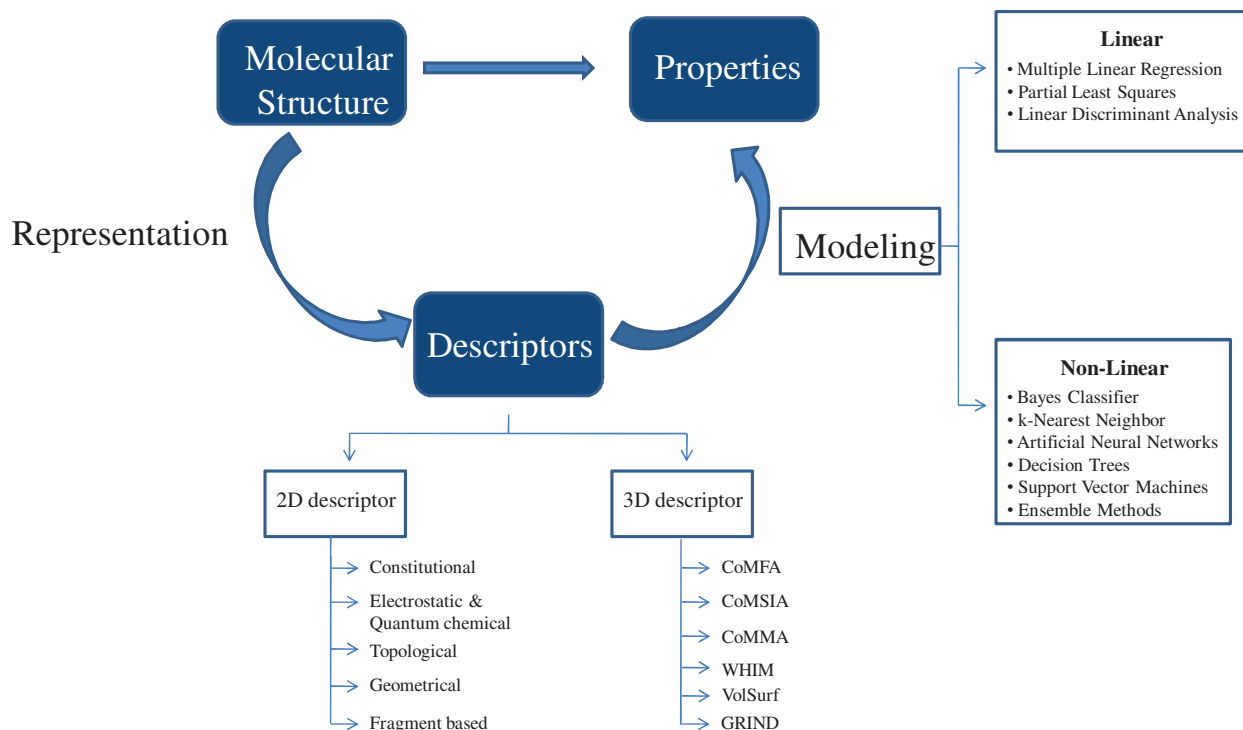 Molecular
Structure
Properties
Representation
Descriptors
Modeling
Linear
• Multiple Linear Regression
• Partial Least Squares
• Linear Discriminant Analysis
Non-Linear
• Bayes Classifier
• k-Nearest Neighbor
• Artificial Neural Networks
• Decision Trees
• Support Vector Machines
• Ensemble Methods
2D descriptor
Constitutional
Electrostatic &
Quantum chemical
Topological
Geometrical
Fragment based
3D descriptor
CoMFA
CoMSIA
CoMMA
WHIM
VolSurf
GRIND